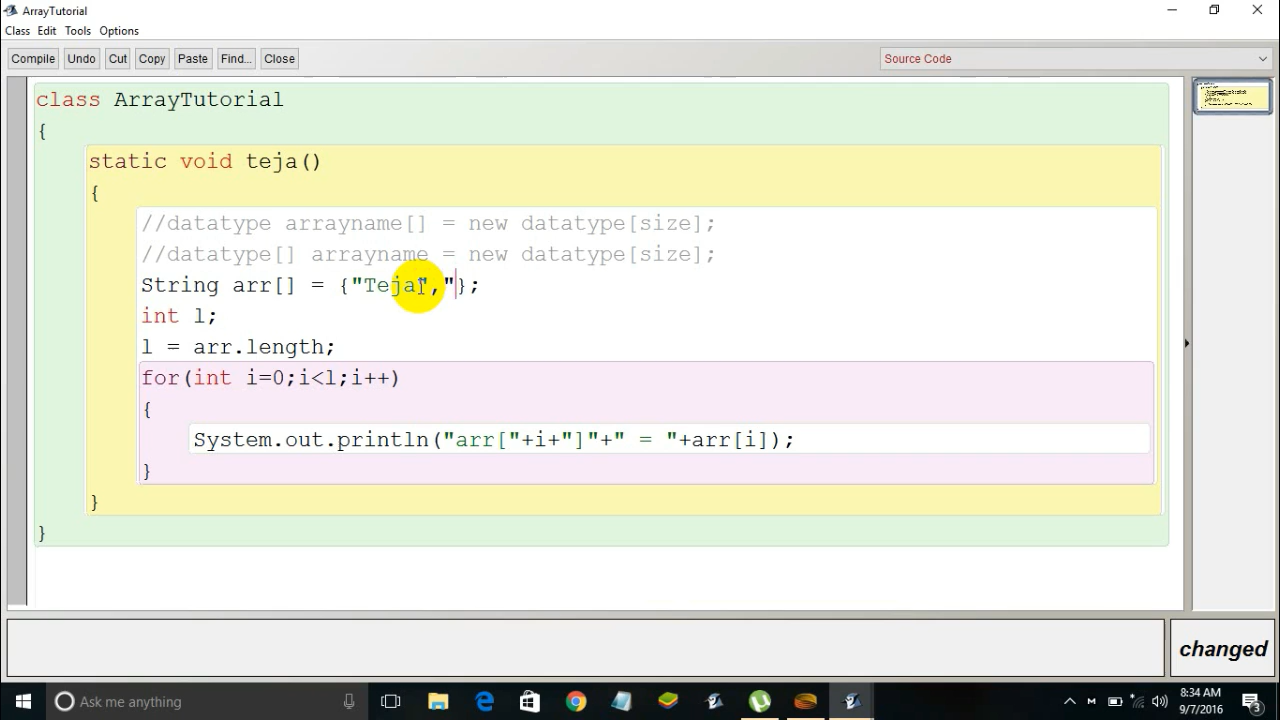 ArrayTutorial
Class Edit Tools Options
Compile Undo Cut Copy Paste Find... Close Source Code
class ArrayTutorial
{
static void teja()
{
//datatype arrayname[] = new datatype[size];
//datatype[] arrayname = new datatype[size];
String arr[] = {"Teja","};
int l;
l = arr.length;
for(int i=0;i<l;i++)
{
System.out.println("arr["+i+"]"+" = "+arr[i]);
}
}
}
changed
Ask me anything
8:34 AM
9/7/2016